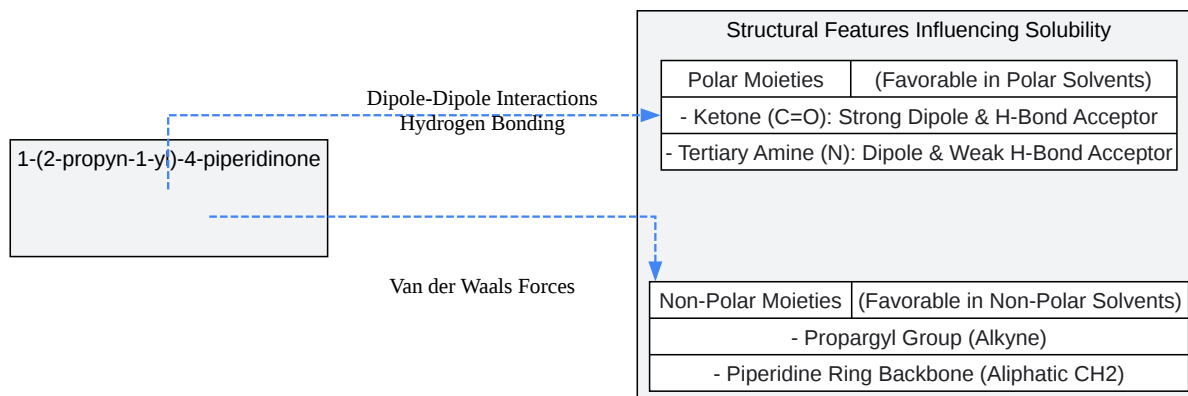 Structural Features Influencing Solubility
Polar Moieties (Favorable in Polar Solvents)
- Ketone (C=O): Strong Dipole & H-Bond Acceptor
- Tertiary Amine (N): Dipole & Weak H-Bond Acceptor
Dipole-Dipole Interactions
Hydrogen Bonding
1-(2-propyn-1-yl)-4-piperidinone
Van der Waals Forces
Non-Polar Moieties (Favorable in Non-Polar Solvents)
- Propargyl Group (Alkyne)
- Piperidine Ring Backbone (Aliphatic CH2)